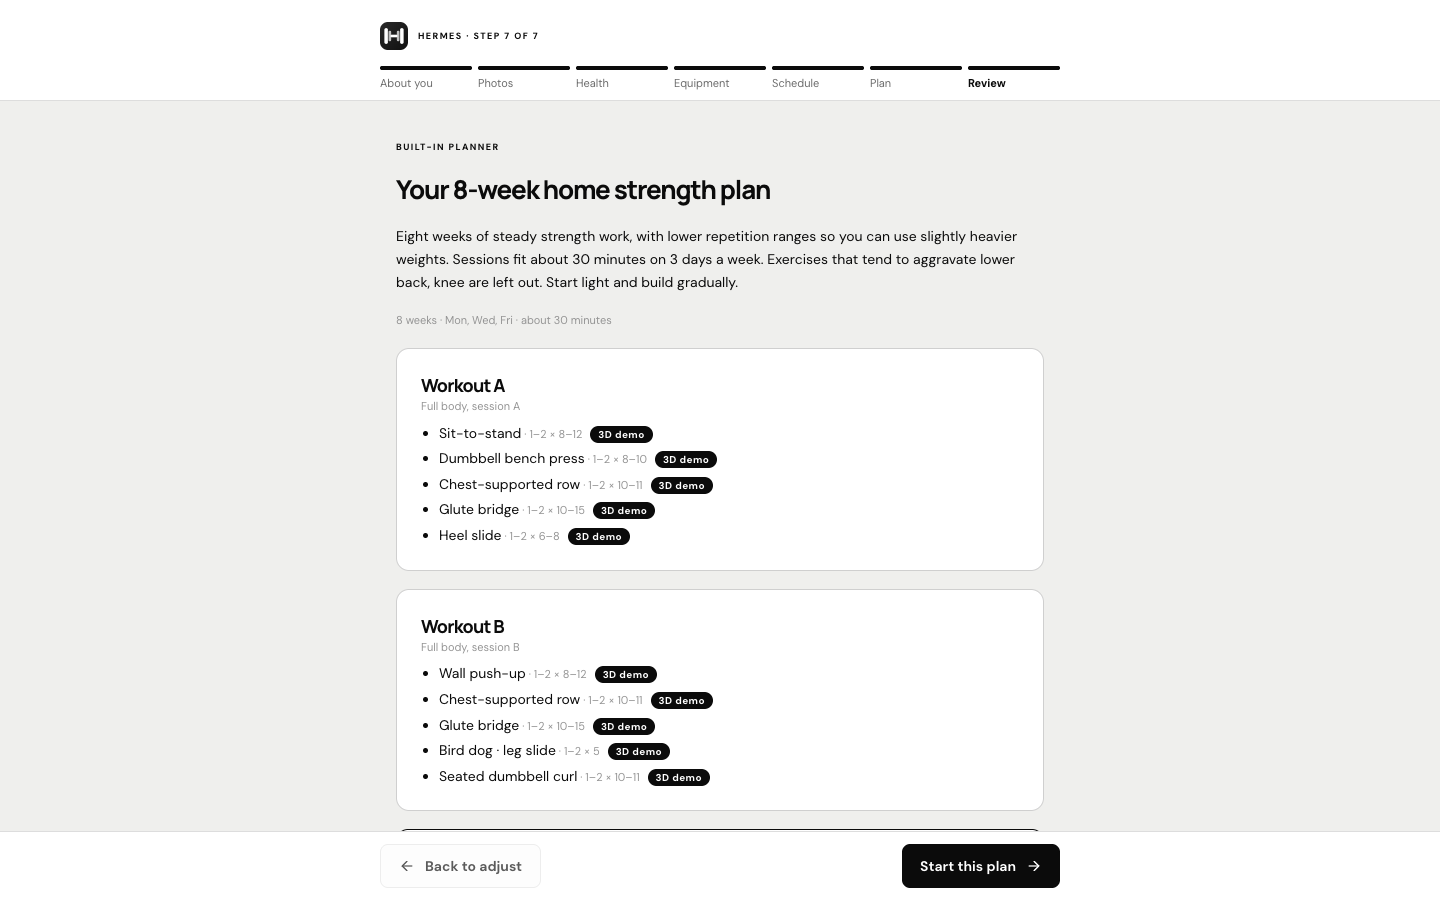 HERMES · STEP 7 OF 7
About you
Photos
Health
Equipment
Schedule
Plan
Review
BUILT-IN PLANNER
Your 8-week home strength plan
Eight weeks of steady strength work, with lower repetition ranges so you can use slightly heavier
weights. Sessions fit about 30 minutes on 3 days a week. Exercises that tend to aggravate lower
back, knee are left out. Start light and build gradually.
8 weeks · Mon, Wed, Fri · about 30 minutes
Workout A
Full body, session A
Sit-to-stand · 1–2 × 8–12 3D demo
Dumbbell bench press · 1–2 × 8–10 3D demo
Chest-supported row · 1–2 × 10–11 3D demo
Glute bridge · 1–2 × 10–15 3D demo
Heel slide · 1–2 × 6–8 3D demo
Workout B
Full body, session B
Wall push-up · 1–2 × 8–12 3D demo
Chest-supported row · 1–2 × 10–11 3D demo
Glute bridge · 1–2 × 10–15 3D demo
Bird dog · leg slide · 1–2 × 5 3D demo
Seated dumbbell curl · 1–2 × 10–11 3D demo
Back to adjust
Start this plan